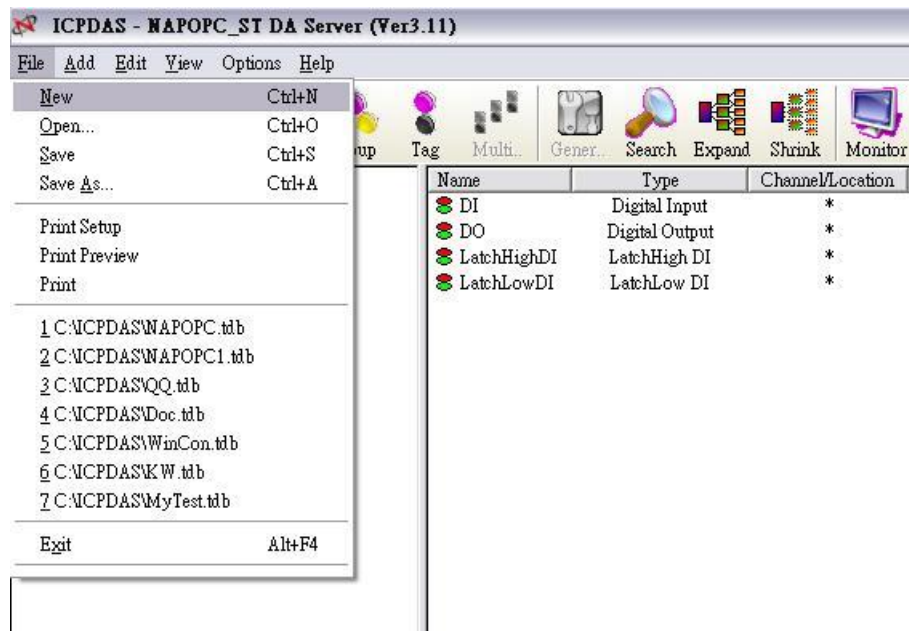 ICPDAS - NAPOPC_ST DA Server (Ver3.11)
File Add Edit View Options Help
New Ctrl+N
Open... Ctrl+O
Save Ctrl+S
Save As... Ctrl+A
Print Setup
Print Preview
Print
1 C:\ICPDAS\NAPOPC.tdb
2 C:\ICPDAS\NAPOPC1.tdb
3 C:\ICPDAS\QQ.tdb
4 C:\ICPDAS\Doc.tdb
5 C:\ICPDAS\WinCon.tdb
6 C:\ICPDAS\KW.tdb
7 C:\ICPDAS\MyTest.tdb
Exit Alt+F4
up Tag Multi.. Gener.. Search Expand Shrink Monitor
Name Type Channel/Location
DI Digital Input *
DO Digital Output *
LatchHighDI LatchHigh DI *
LatchLowDI LatchLow DI *